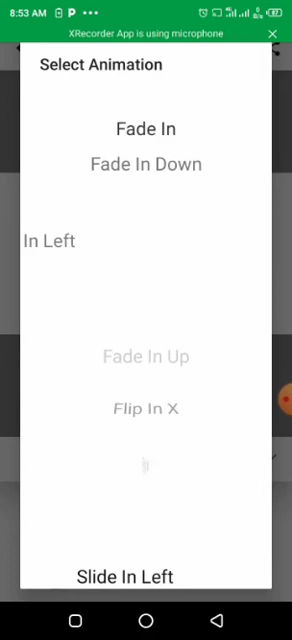 8:53 AM
XRecorder App is using microphone
Select Animation
Fade In
Fade In Down
In Left
Fade In Up
Flip In X
Slide In Left